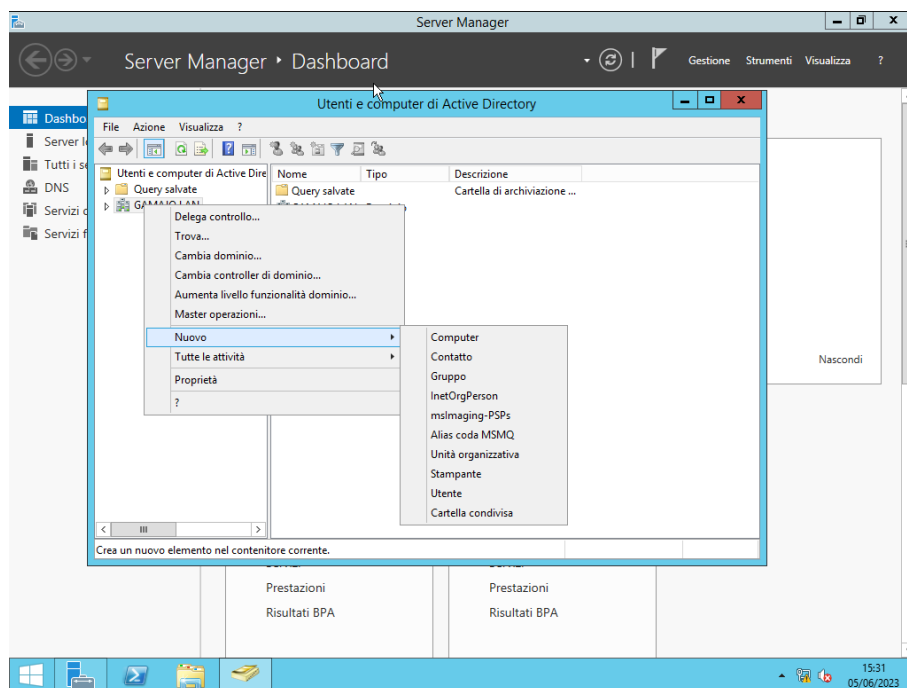 Server Manager
Server Manager • Dashboard
Gestione Strumenti Visualizza ?
Dashbo
Server l
Tutti i se
DNS
Servizi c
Servizi f
Utenti e computer di Active Directory
File Azione Visualizza ?
Utenti e computer di Active Dire
Query salvate
GAMAIO.LAN
Nome Tipo Descrizione
Query salvate Cartella di archiviazione ...
Delega controllo...
Trova...
Cambia dominio...
Cambia controller di dominio...
Aumenta livello funzionalità dominio...
Master operazioni...
Nuovo
Tutte le attività
Proprietà
?
Computer
Contatto
Gruppo
InetOrgPerson
msImaging-PSPs
Alias coda MSMQ
Unità organizzativa
Stampante
Utente
Cartella condivisa
Nascondi
Crea un nuovo elemento nel contenitore corrente.
Prestazioni Prestazioni
Risultati BPA Risultati BPA
15:31
05/06/2023